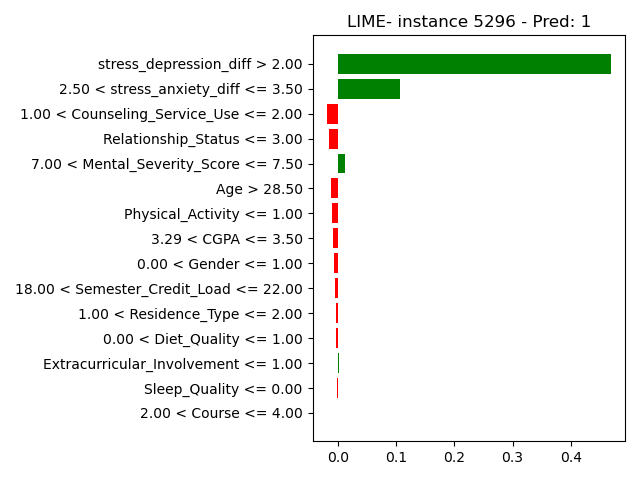 LIME- instance 5296 - Pred: 1
stress_depression_diff > 2.00
2.50 < stress_anxiety_diff <= 3.50
1.00 < Counseling_Service_Use <= 2.00
Relationship_Status <= 3.00
7.00 < Mental_Severity_Score <= 7.50
Age > 28.50
Physical_Activity <= 1.00
3.29 < CGPA <= 3.50
0.00 < Gender <= 1.00
18.00 < Semester_Credit_Load <= 22.00
1.00 < Residence_Type <= 2.00
0.00 < Diet_Quality <= 1.00
Extracurricular_Involvement <= 1.00
Sleep_Quality <= 0.00
2.00 < Course <= 4.00
0.0 0.1 0.2 0.3 0.4